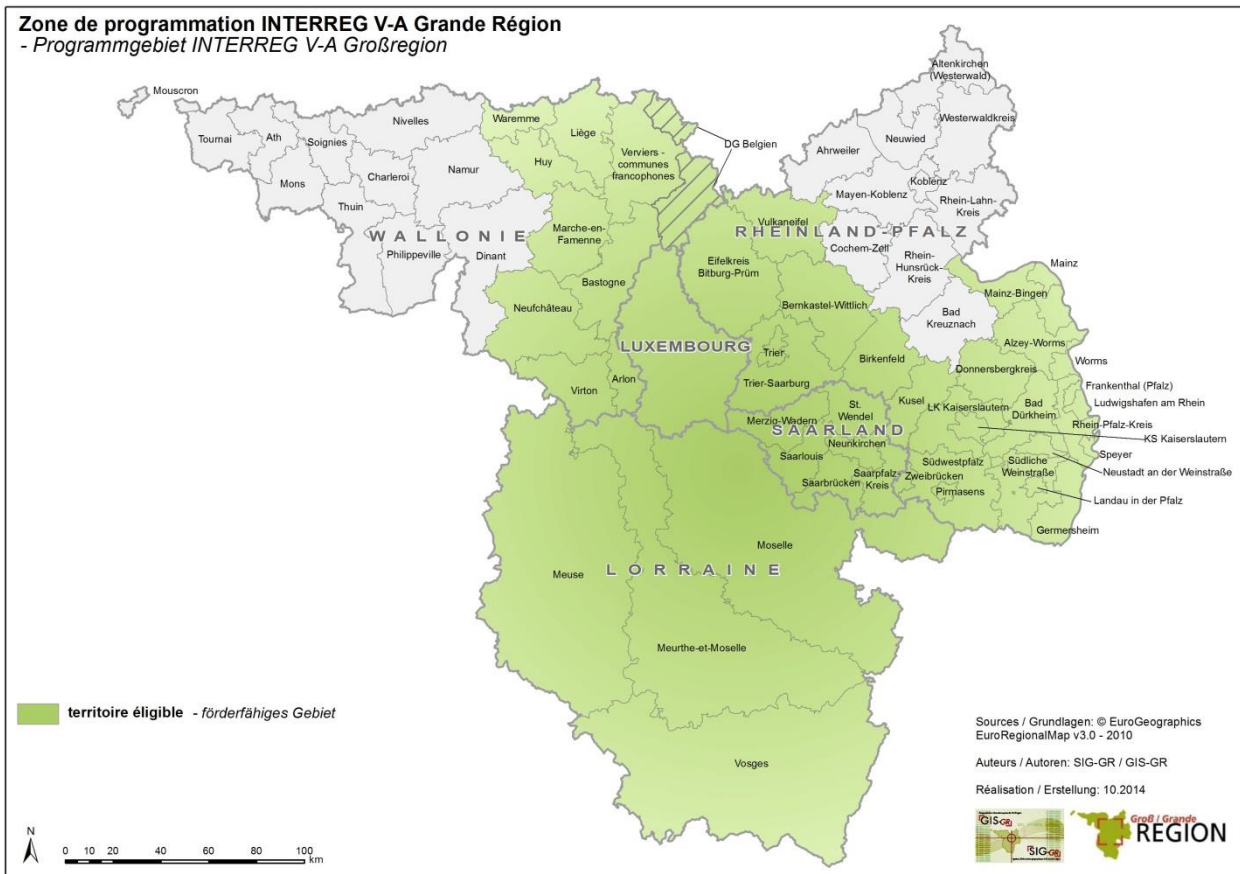 Zone de programmation INTERREG V-A Grande Région
- Programmgebiet INTERREG V-A Großregion
Altenkirchen
(Westerwald)
Mouscron
Westerwaldkreis
Nivelles
Waremme
Liège
Tournai
Ath
Soignies
Neuwied
DG Belgien
Ahrweiler
Verviers -
communes
francophones
Huy
Namur
Charleroi
Mons
Koblenz
Mayen-Koblenz
Rhein-Lahn-
Kreis
Thuin
Vulkaneifel
WALLONIE
RHEINLAND-PFALZ
Marche-en-
Famenne
Philippeville
Dinant
Cochem-Zell
Rhein-
Hunsrück-
Kreis
Eifelkreis
Bitburg-Prüm
Mainz
Bastogne
Mainz-Bingen
Neufchâteau
Bernkastel-Wittlich
Bad
Kreuznach
LUXEMBOURG
Trier
Alzey-Worms
Birkenfeld
Worms
Donnersbergkreis
Arlon
Trier-Saarburg
Virton
Frankenthal (Pfalz)
Kusel
LK Kaiserslautern
Bad
Dürkheim
Ludwigshafen am Rhein
St.
Wendel
Merzig-Wadern
SAARLAND
Rhein-Pfalz-Kreis
Neunkirchen
KS Kaiserslautern
Saarlouis
Speyer
Südwestpfalz
Südliche
Weinstraße
Neustadt an der Weinstraße
Saarbrücken
Saarpfalz-
Kreis
Zweibrücken
Pirmasens
Landau in der Pfalz
Germersheim
Moselle
LORRAINE
Meuse
Meurthe-et-Moselle
territoire éligible - förderfähiges Gebiet
Vosges
Sources / Grundlagen: © EuroGeographics
EuroRegionalMap v3.0 - 2010
Auteurs / Autoren: SIG-GR / GIS-GR
Réalisation / Erstellung: 10.2014
GIS-GR
SIG-GR
Groß / Grande
REGION
N
0 10 20 40 60 80 100
km